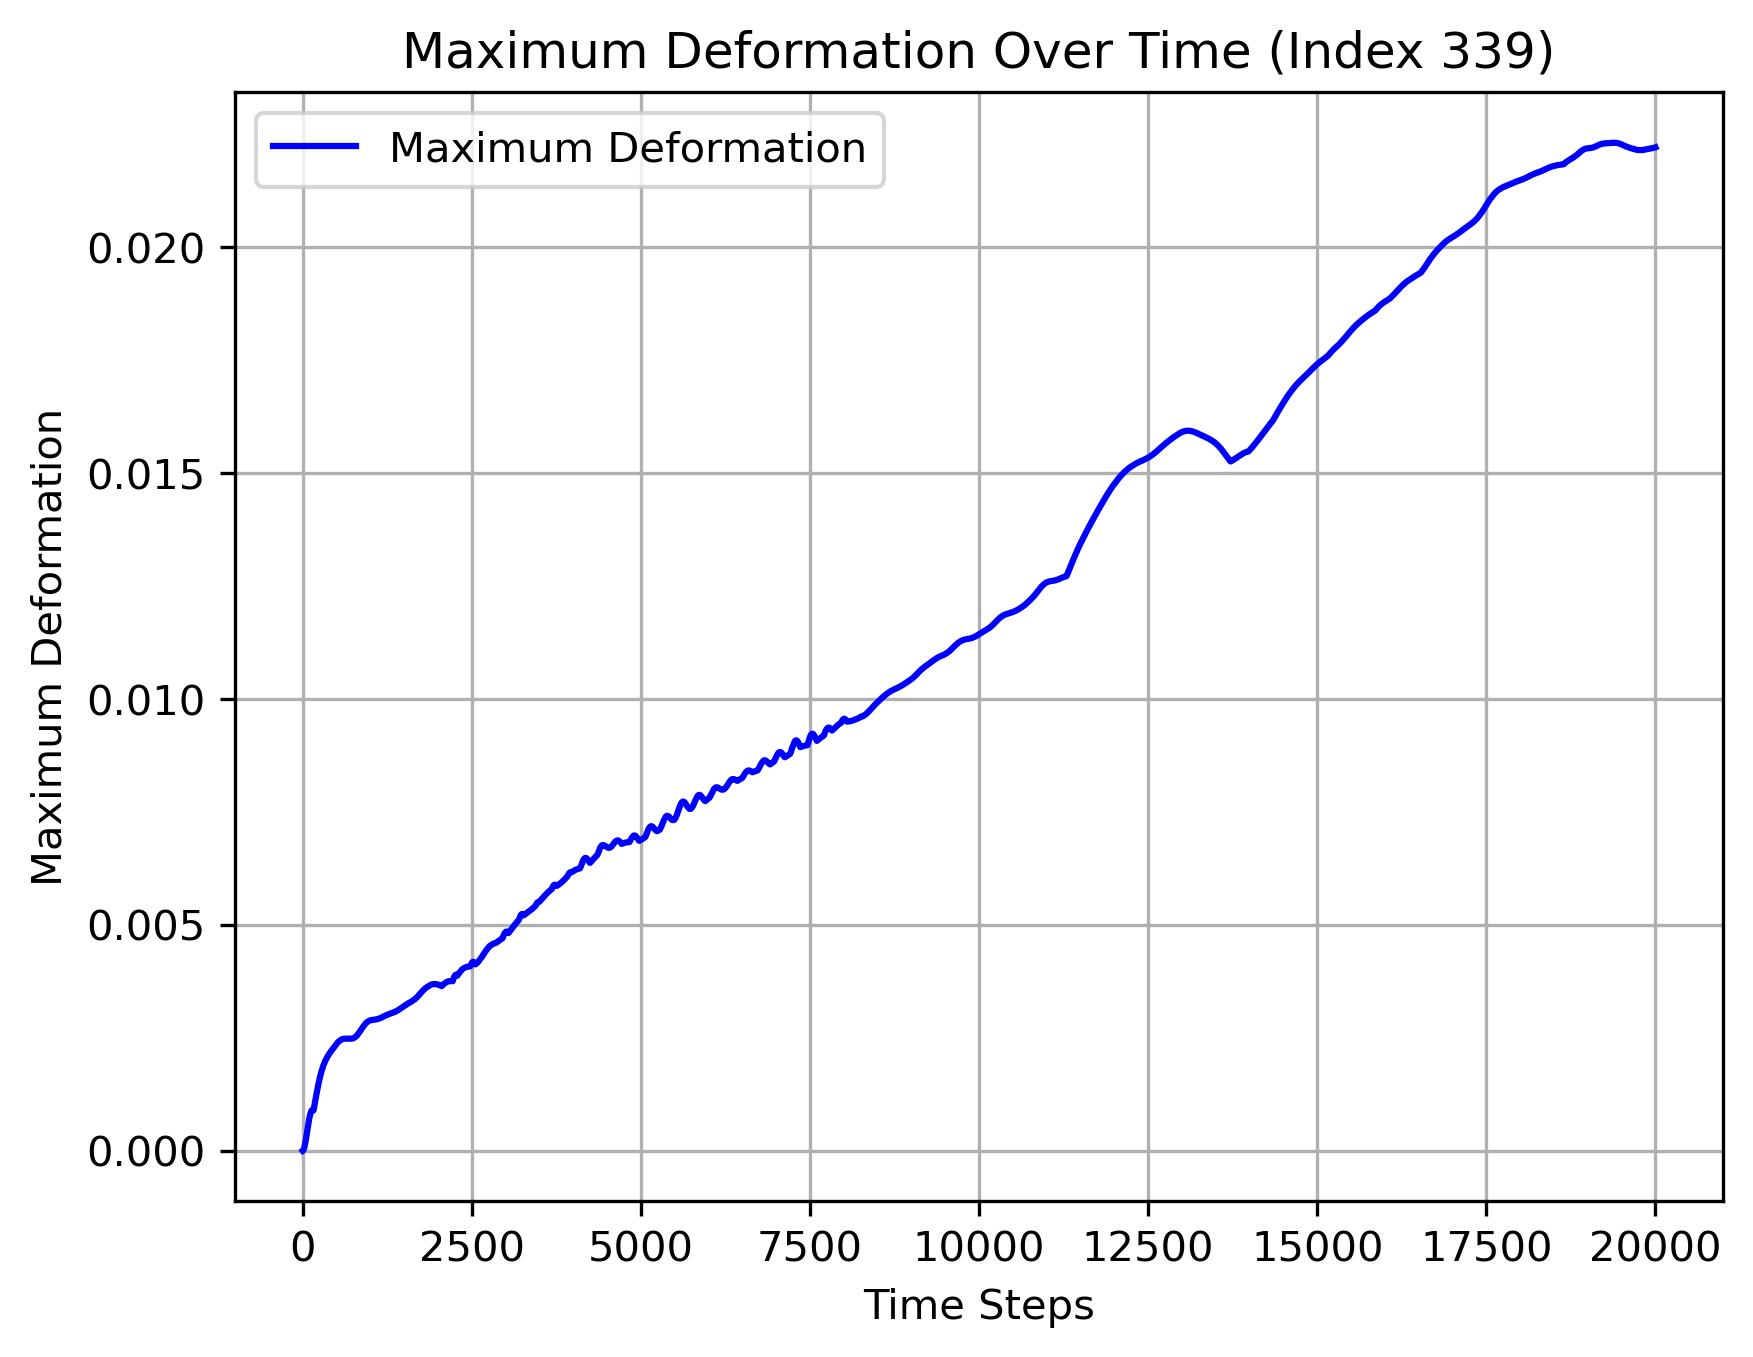 Maximum Deformation Over Time (Index 339)
Maximum Deformation
0.020
0.015
0.010
0.005
0.000
Maximum Deformation
0 2500 5000 7500 10000 12500 15000 17500 20000
Time Steps